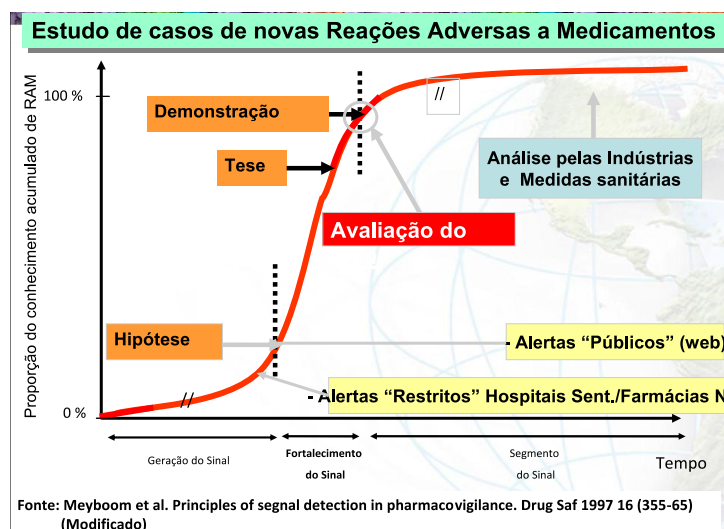 Estudo de casos de novas Reações Adversas a Medicamentos
Proporção do conhecimento acumulado de RAM
100 %
//
Demonstração
Tese
Análise pelas Indústrias
e Medidas sanitárias
Avaliação do
Hipótese
- Alertas “Públicos” (web)
- Alertas “Restritos” Hospitais Sent./Farmácias N
//
0 %
Geração do Sinal
Fortalecimento
do Sinal
Segmento
do Sinal
Tempo
Fonte: Meyboom et al. Principles of segnal detection in pharmacovigilance. Drug Saf 1997 16 (355-65)
(Modificado)